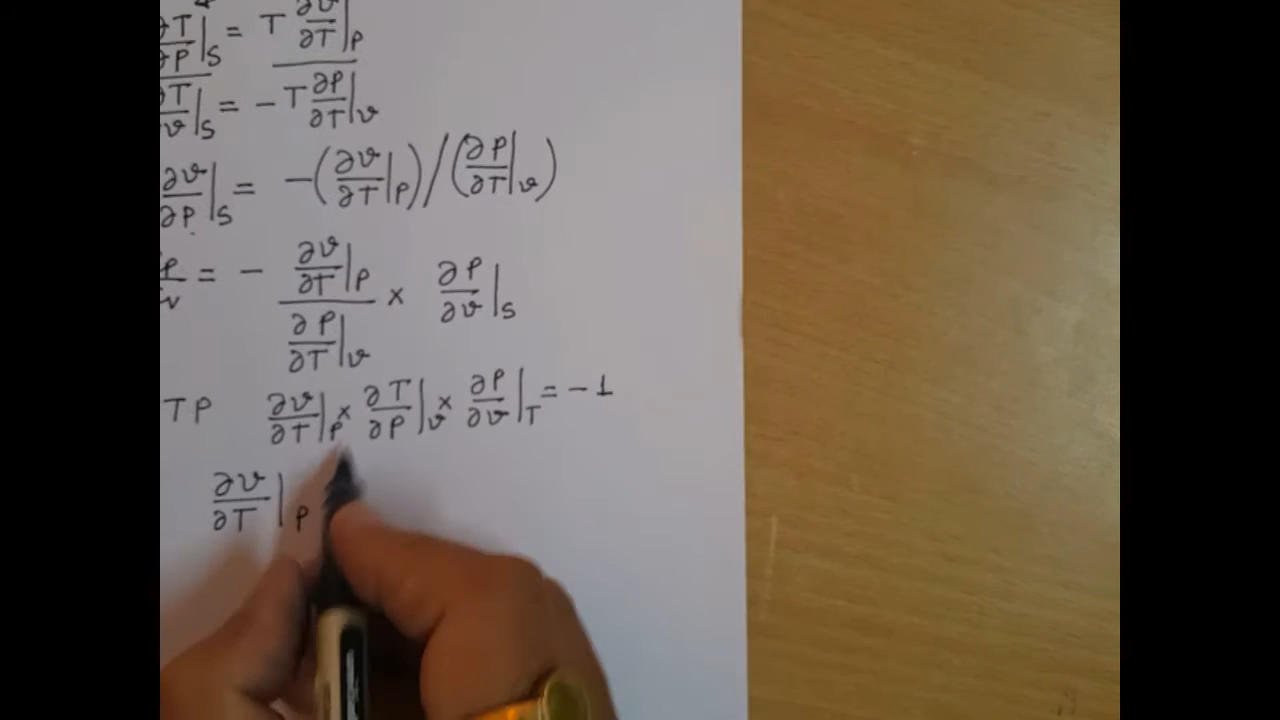 ∂T/∂P|S = T ∂v/∂T|P
∂T/∂v|S = - T ∂P/∂T|v
∂v/∂P|S = -(∂v/∂T|P)/(∂P/∂T|v)
P/v = - ∂v/∂T|P / ∂P/∂T|v × ∂P/∂v|S
TP ∂v/∂T|P × ∂T/∂P|v × ∂P/∂v|T = -1
∂v/∂T|P